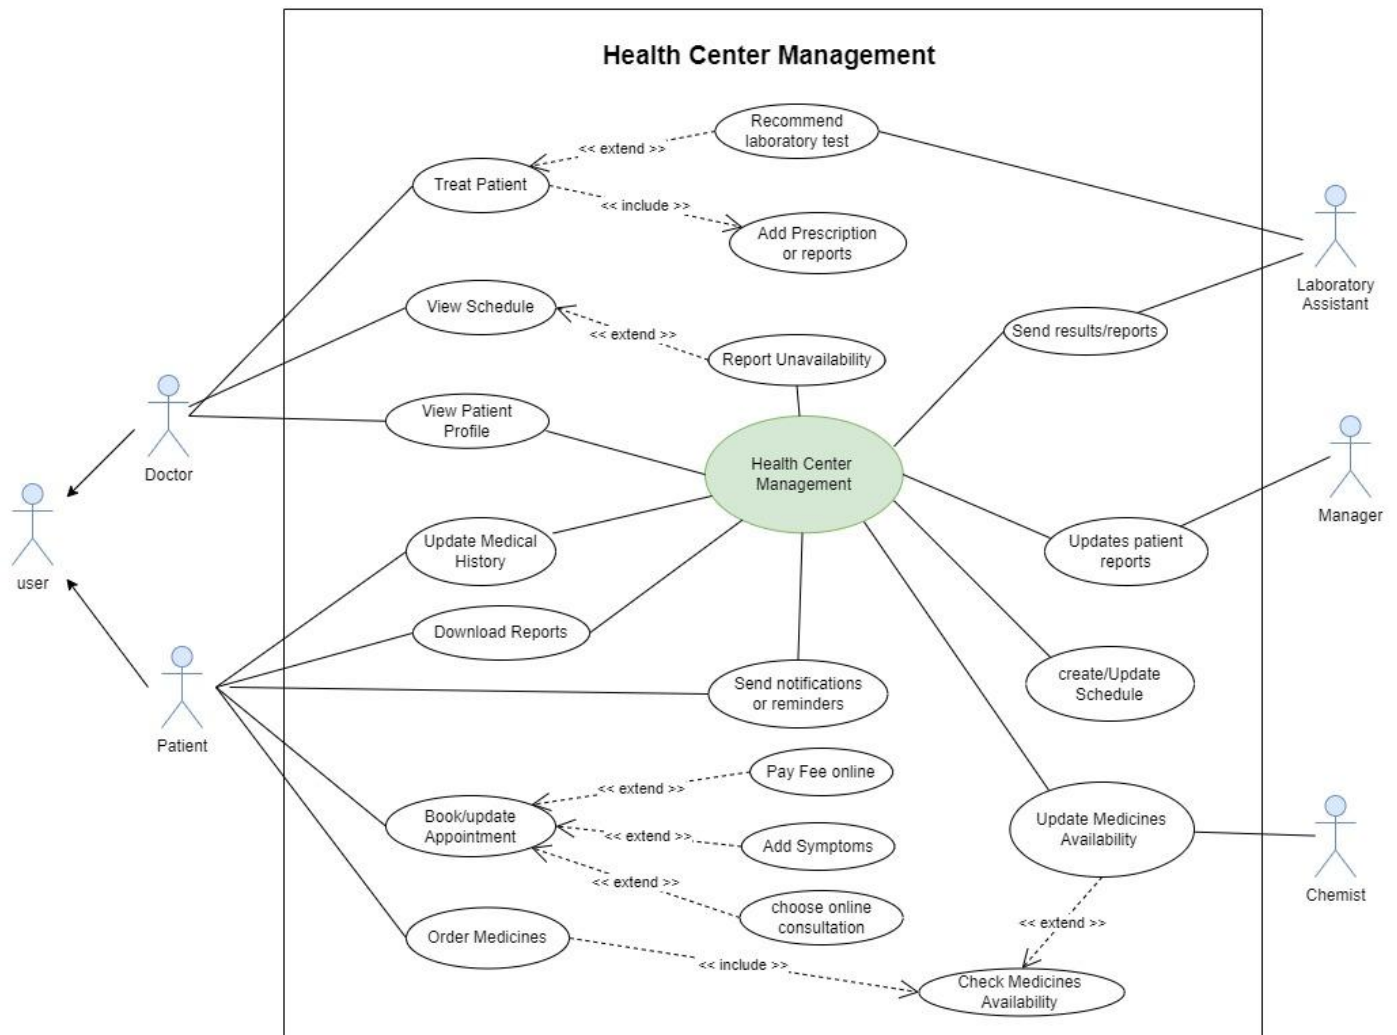 Health Center Management
Recommend
laboratory test
<< extend >>
Treat Patient
<< include >>
Add Prescription
or reports
Laboratory
Assistant
View Schedule
<< extend >>
Send results/reports
Report Unavailability
View Patient
Profile
Doctor
Health Center
Management
Manager
user
Update Medical
History
Updates patient
reports
Download Reports
Send notifications
or reminders
create/Update
Schedule
Patient
Pay Fee online
<< extend >>
Book/update
Appointment
<< extend >>
Add Symptoms
Update Medicines
Availability
<< extend >>
choose online
consultation
Chemist
Order Medicines
<< extend >>
<< include >>
Check Medicines
Availability